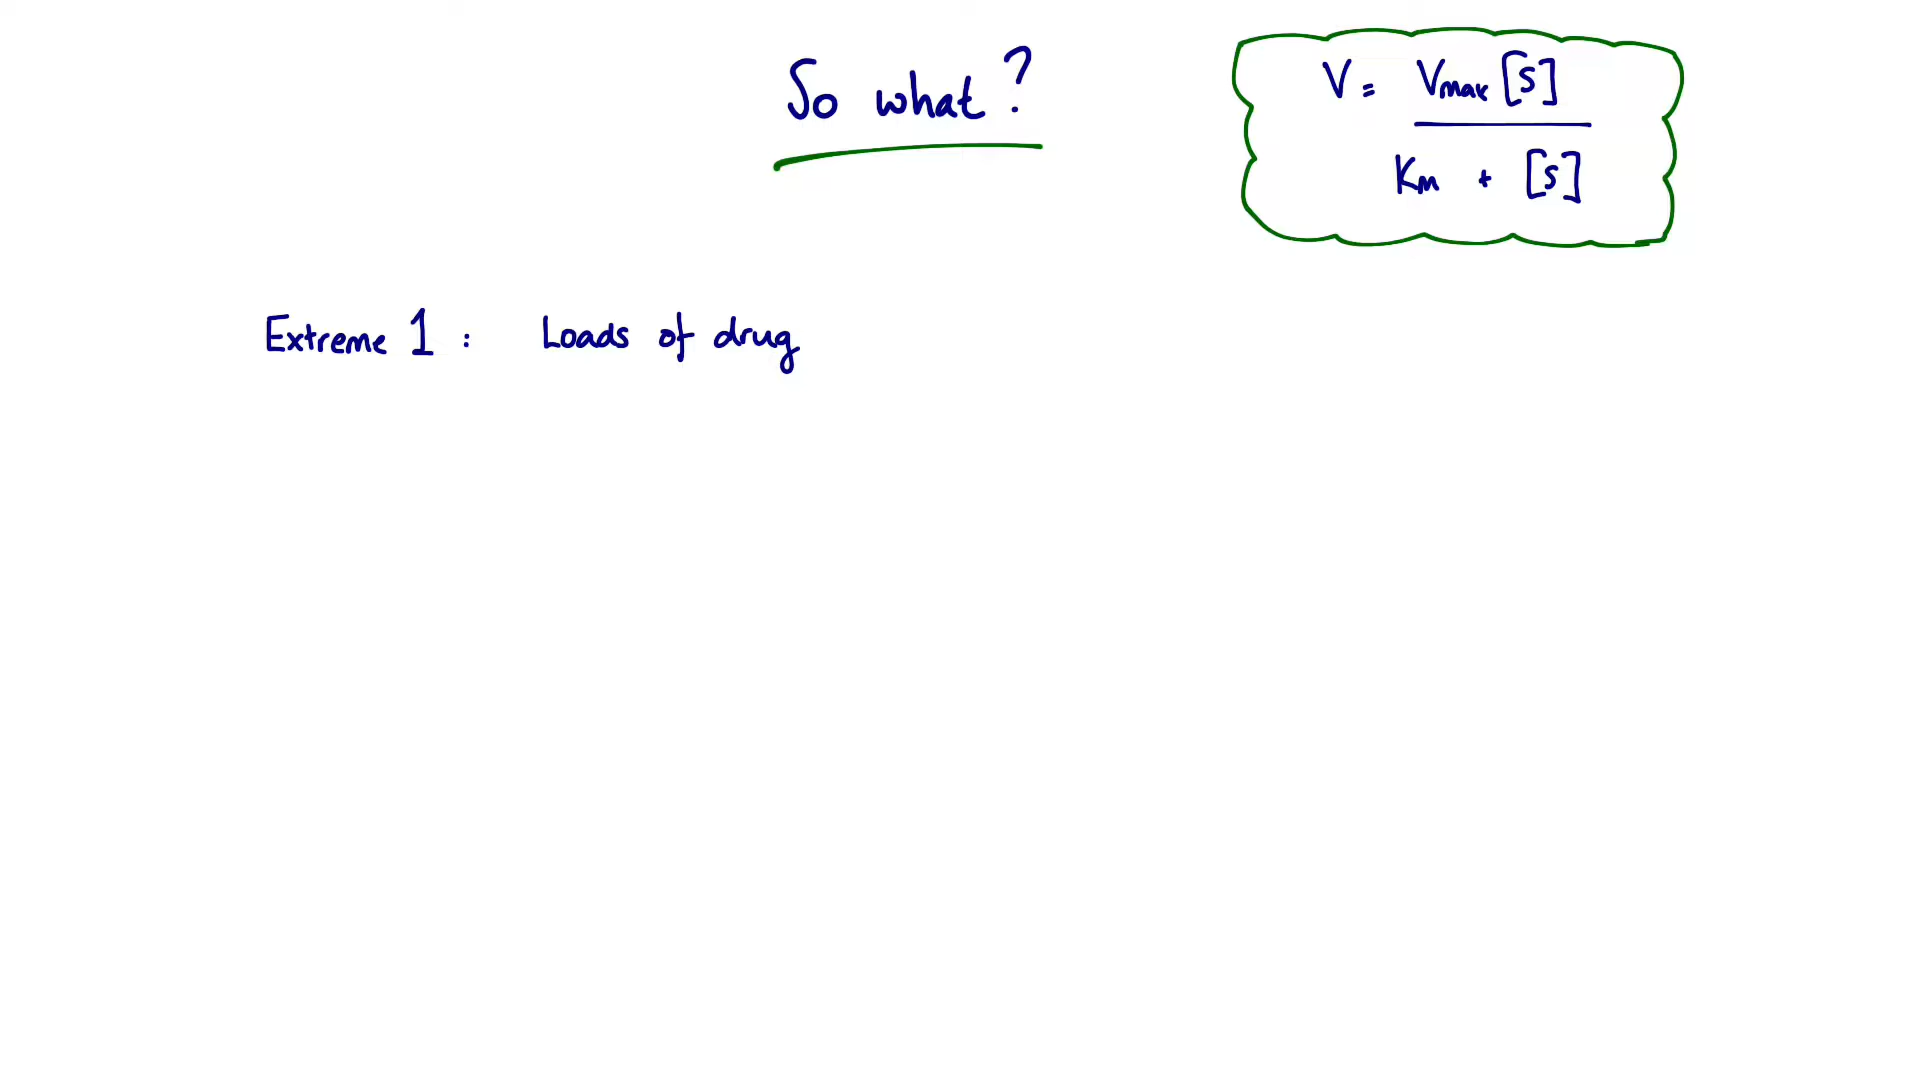 So what?
V = Vmax [S]
Km + [S]
Extreme 1 : Loads of drug